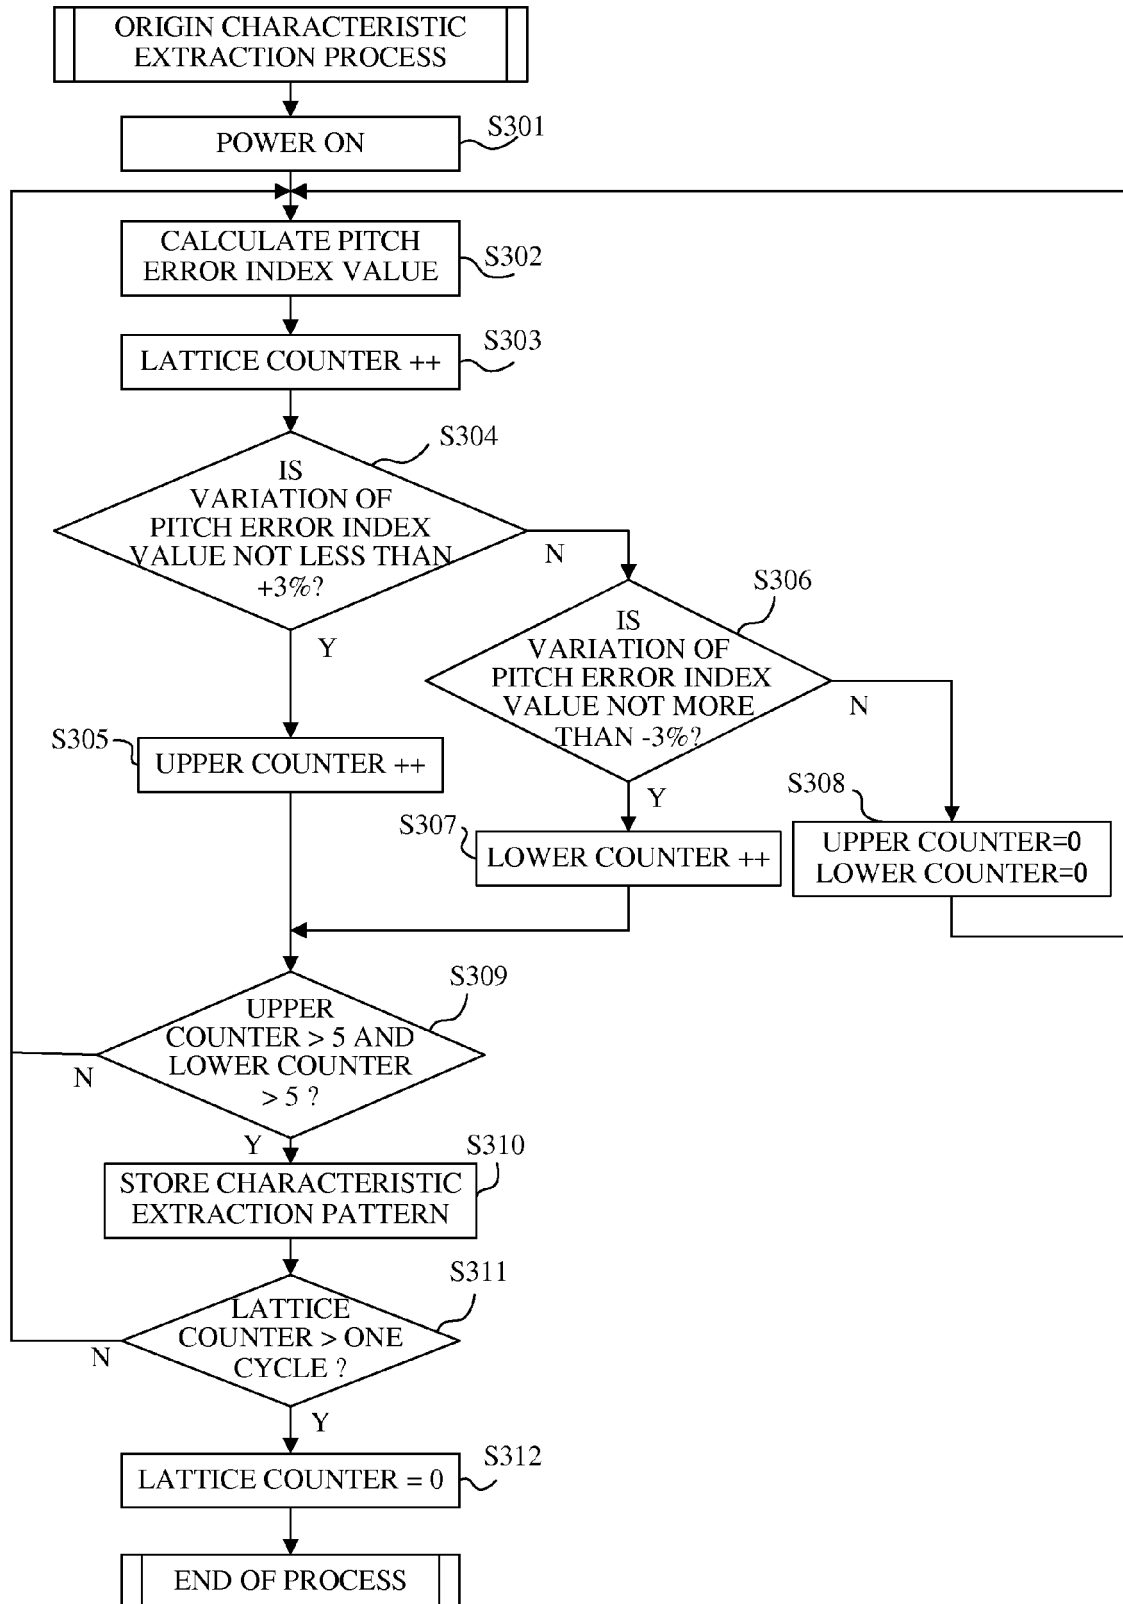 ORIGIN CHARACTERISTIC
EXTRACTION PROCESS
POWER ON
S301
CALCULATE PITCH
ERROR INDEX VALUE
S302
LATTICE COUNTER ++
S303
S304
IS
VARIATION OF
PITCH ERROR INDEX
VALUE NOT LESS THAN
+3%?
N
Y
S306
IS
VARIATION OF
PITCH ERROR INDEX
VALUE NOT MORE
THAN -3%?
N
Y
S305
UPPER COUNTER ++
S307
LOWER COUNTER ++
S308
UPPER COUNTER=0
LOWER COUNTER=0
S309
UPPER
COUNTER > 5 AND
LOWER COUNTER
> 5 ?
N
Y
S310
STORE CHARACTERISTIC
EXTRACTION PATTERN
S311
LATTICE
COUNTER > ONE
CYCLE ?
N
Y
S312
LATTICE COUNTER = 0
END OF PROCESS